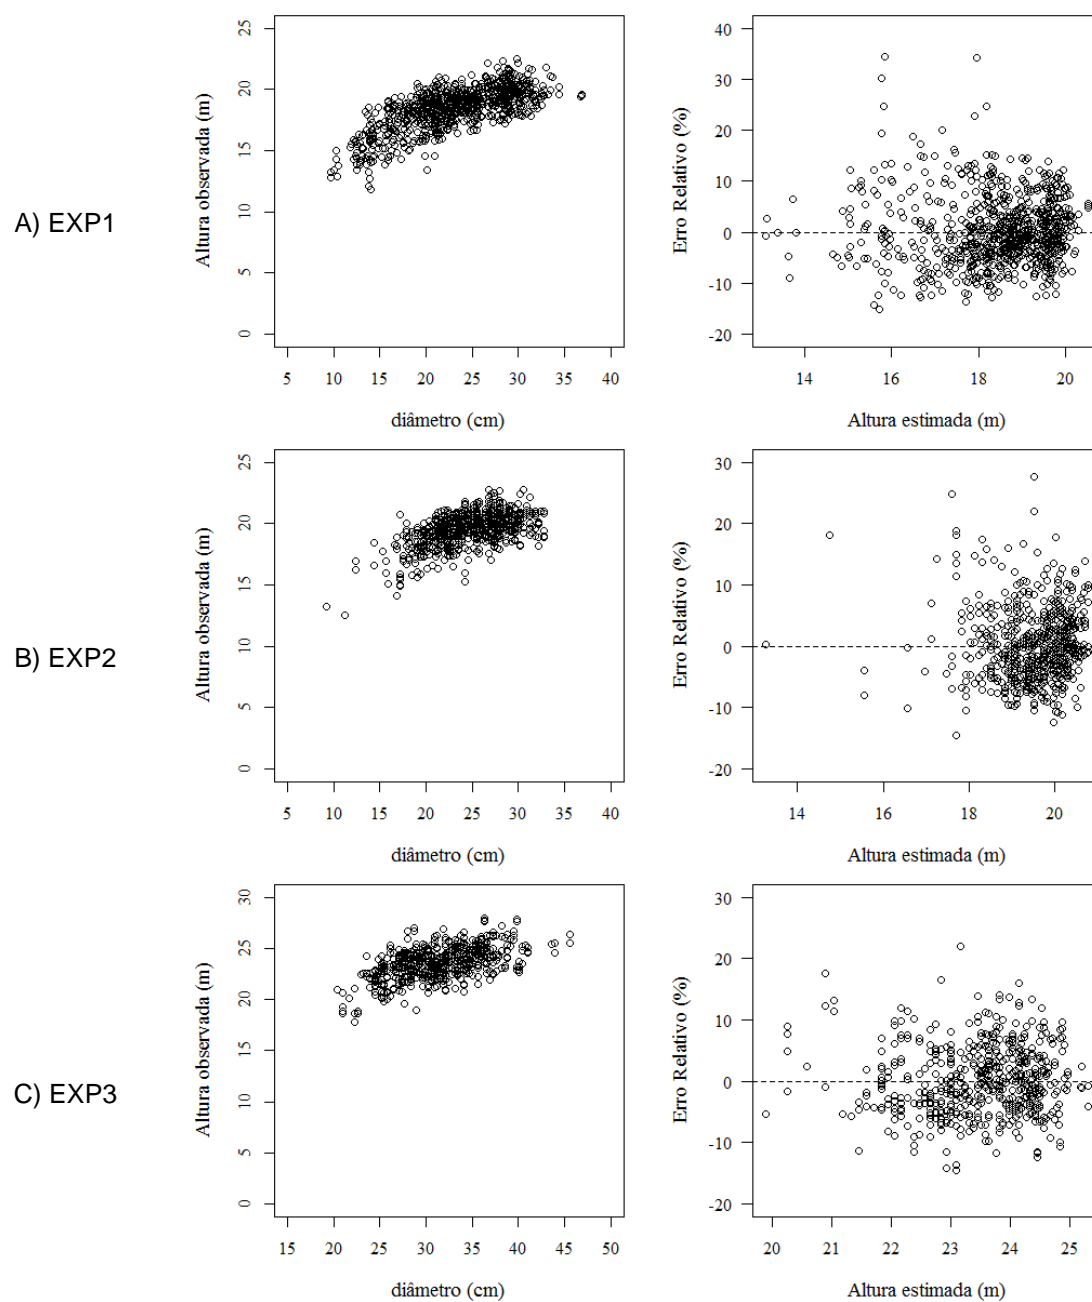 A) EXP1
Altura observada (m)
0 5 10 15 20 25
5 10 15 20 25 30 35 40
diâmetro (cm)
Erro Relativo (%)
-20 -10 0 10 20 30 40
14 16 18 20
Altura estimada (m)
B) EXP2
Altura observada (m)
0 5 10 15 20 25
5 10 15 20 25 30 35 40
diâmetro (cm)
Erro Relativo (%)
-20 -10 0 10 20 30
14 16 18 20
Altura estimada (m)
C) EXP3
Altura observada (m)
0 5 10 15 20 25 30
15 20 25 30 35 40 45 50
diâmetro (cm)
Erro Relativo (%)
-20 -10 0 10 20 30
20 21 22 23 24 25
Altura estimada (m)